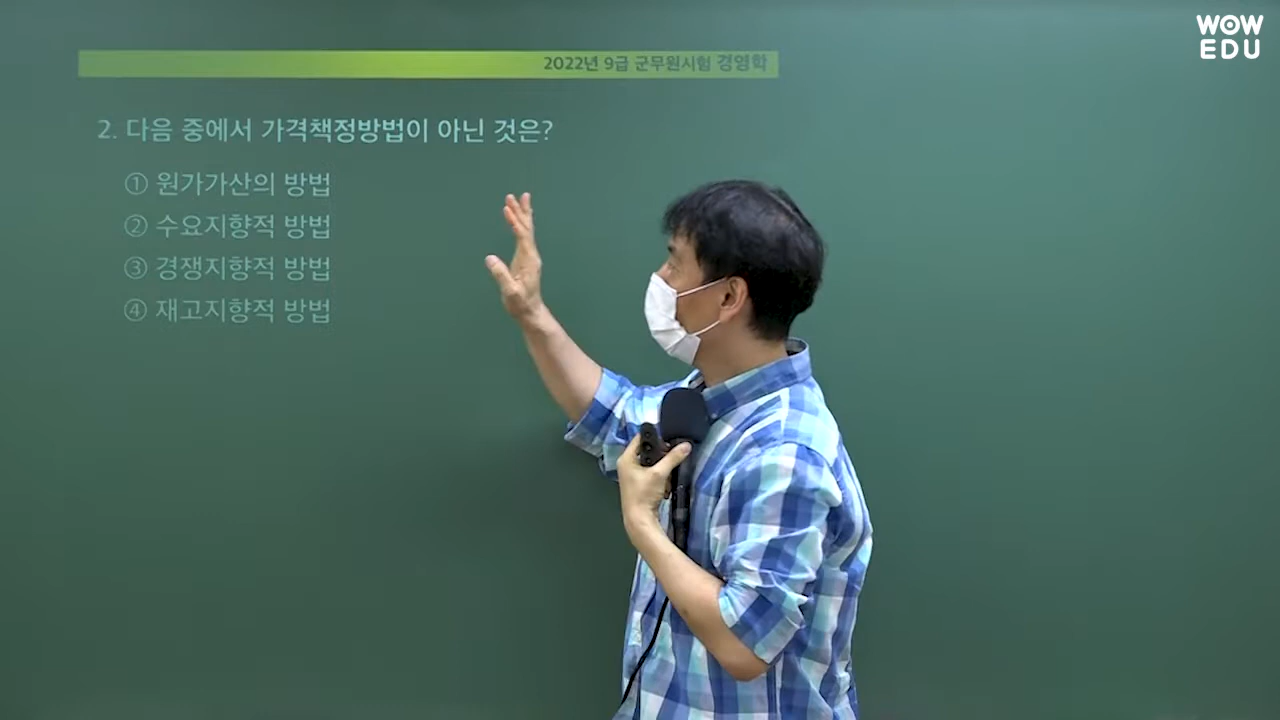 WOW
EDU
2022년 9급 군무원시험 경영학
2. 다음 중에서 가격책정방법이 아닌 것은?
① 원가가산의 방법
② 수요지향적 방법
③ 경쟁지향적 방법
④ 재고지향적 방법